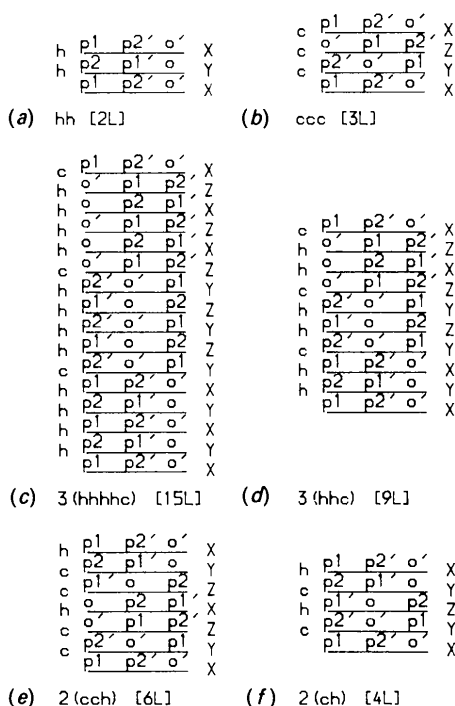 h p1 p2′ o′ X
h p2 p1′ o Y
p1 p2′ o′ X
(a) hh [2L]
c p1 p2′ o′ X
c o′ p1 p2′ Z
c p2′ o′ p1 Y
p1 p2′ o′ X
(b) ccc [3L]
c p1 p2′ o′ X
h o′ p1 p2′ Z
h o p2 p1′ X
h o′ p1 p2′ Z
h o p2 p1′ X
c o′ p1 p2′ Z
h p2′ o′ p1 Y
h p1′ o p2 Z
h p2′ o′ p1 Y
h p1′ o p2 Z
c p2′ o′ p1 Y
h p1 p2′ o′ X
h p2 p1′ o Y
h p1 p2′ o′ X
h p2 p1′ o Y
p1 p2′ o′ X
(c) 3(hhhhc) [15L]
c p1 p2′ o′ X
h o′ p1 p2′ Z
h o p2 p1′ X
c o′ p1 p2′ Z
h p2′ o′ p1 Y
h p1′ o p2 Z
c p2′ o′ p1 Y
h p1 p2′ o′ X
h p2 p1′ o Y
p1 p2′ o′ X
(d) 3(hhc) [9L]
h p1 p2′ o′ X
c p2 p1′ o Y
c p1′ o p2 Z
h o p2 p1′ X
c o′ p1 p2′ Z
c p2′ o′ p1 Y
p1 p2′ o′ X
(e) 2(cch) [6L]
h p1 p2′ o′ X
c p2 p1′ o Y
h p1′ o p2 Z
c p2′ o′ p1 Y
p1 p2′ o′ X
(f) 2(ch) [4L]